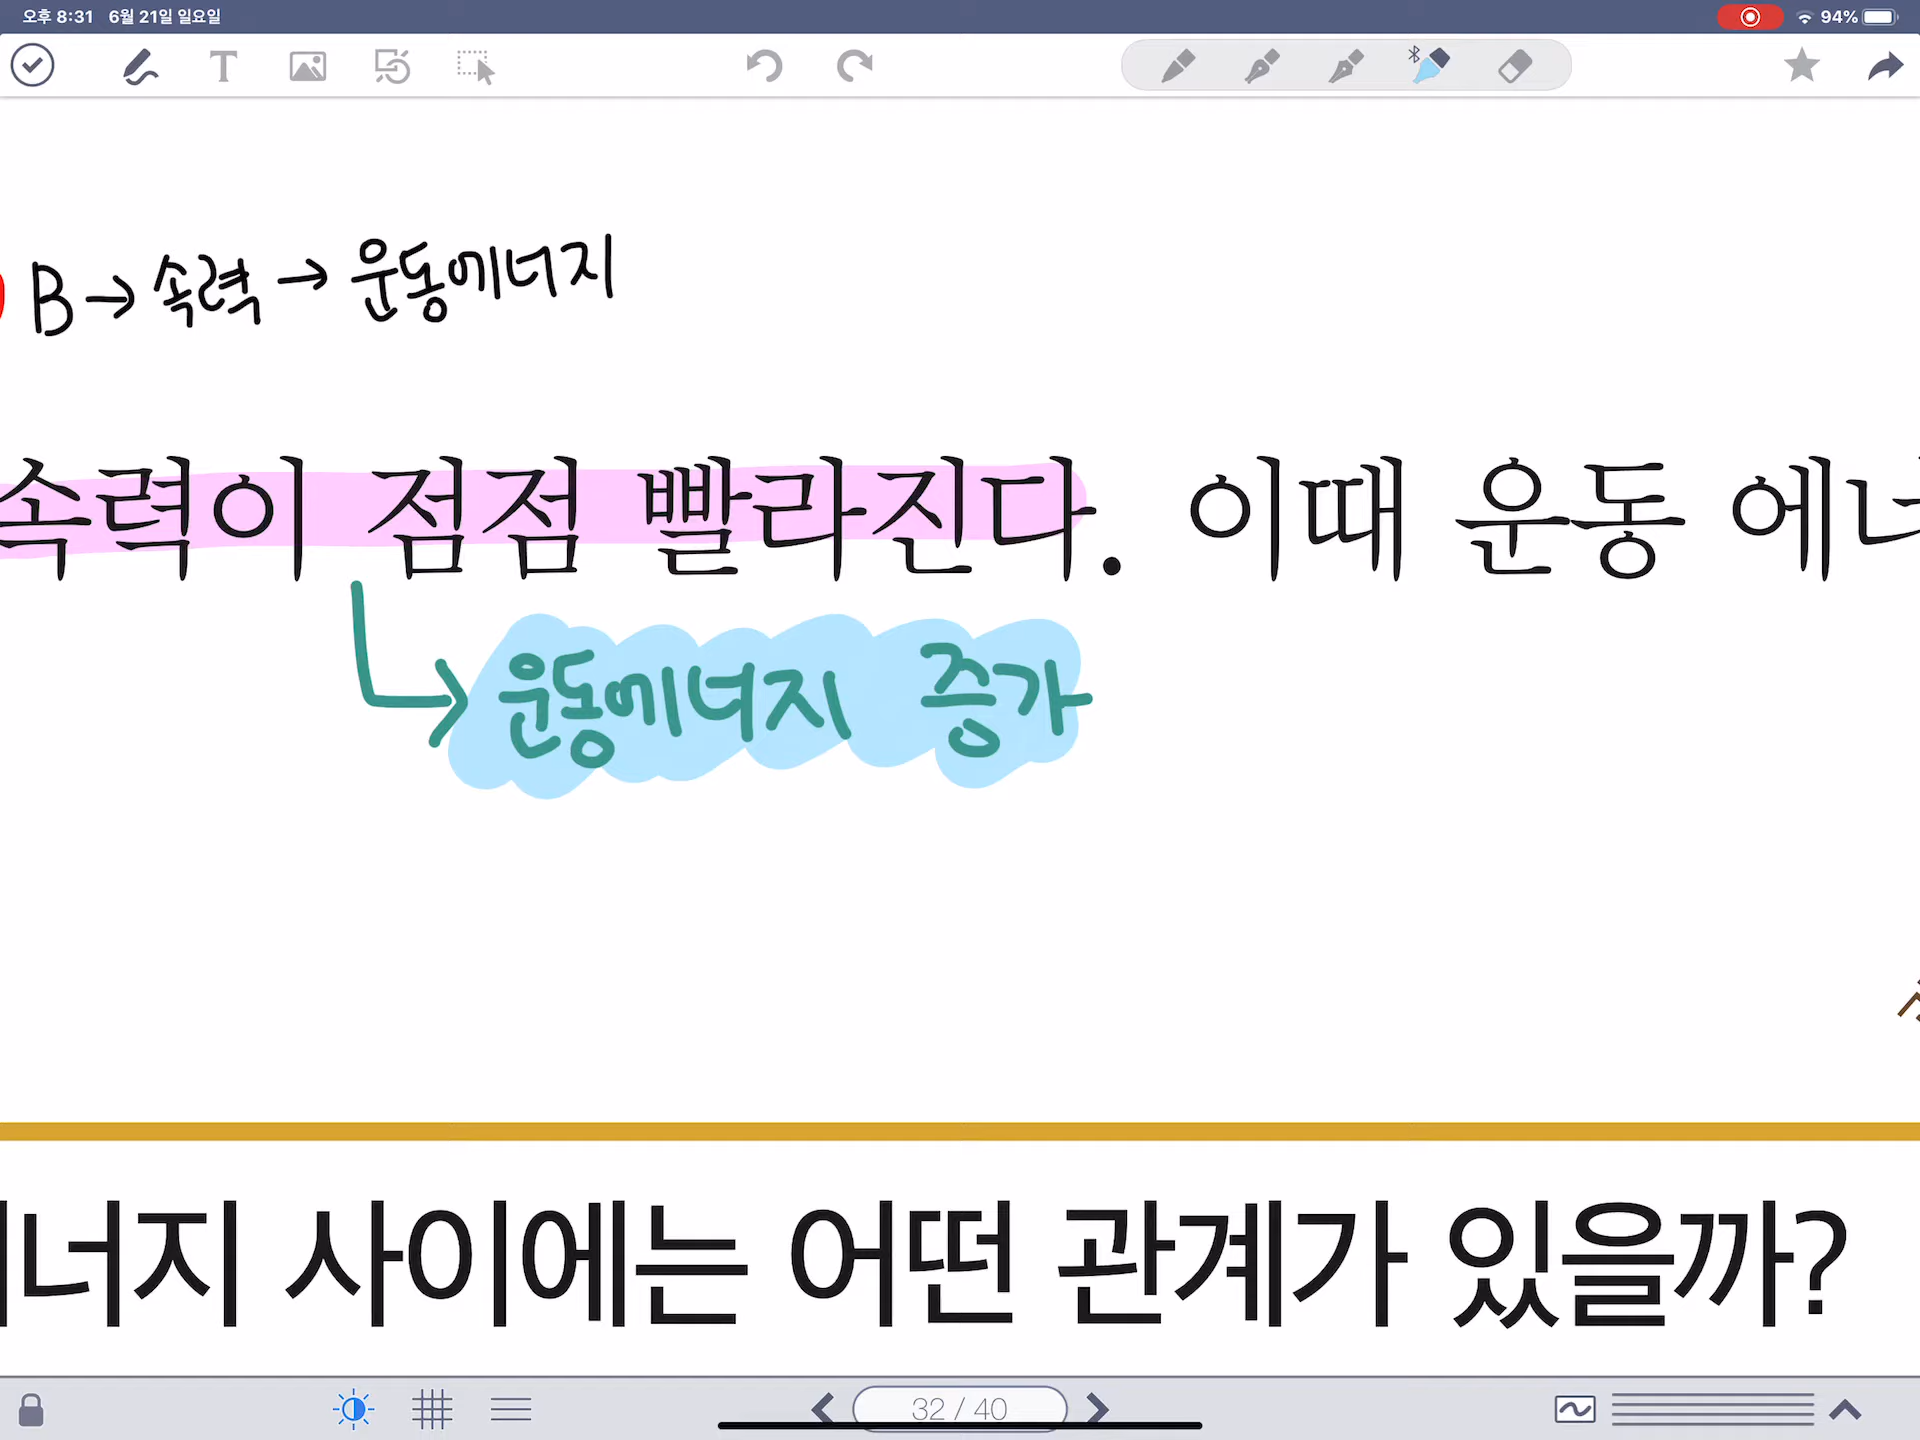 오후 8:31 6월 21일 일요일 94%
T
B → 속력 → 운동에너지
속력이 점점 빨라진다. 이때 운동 에너
운동에너지 증가
너지 사이에는 어떤 관계가 있을까?
32 / 40